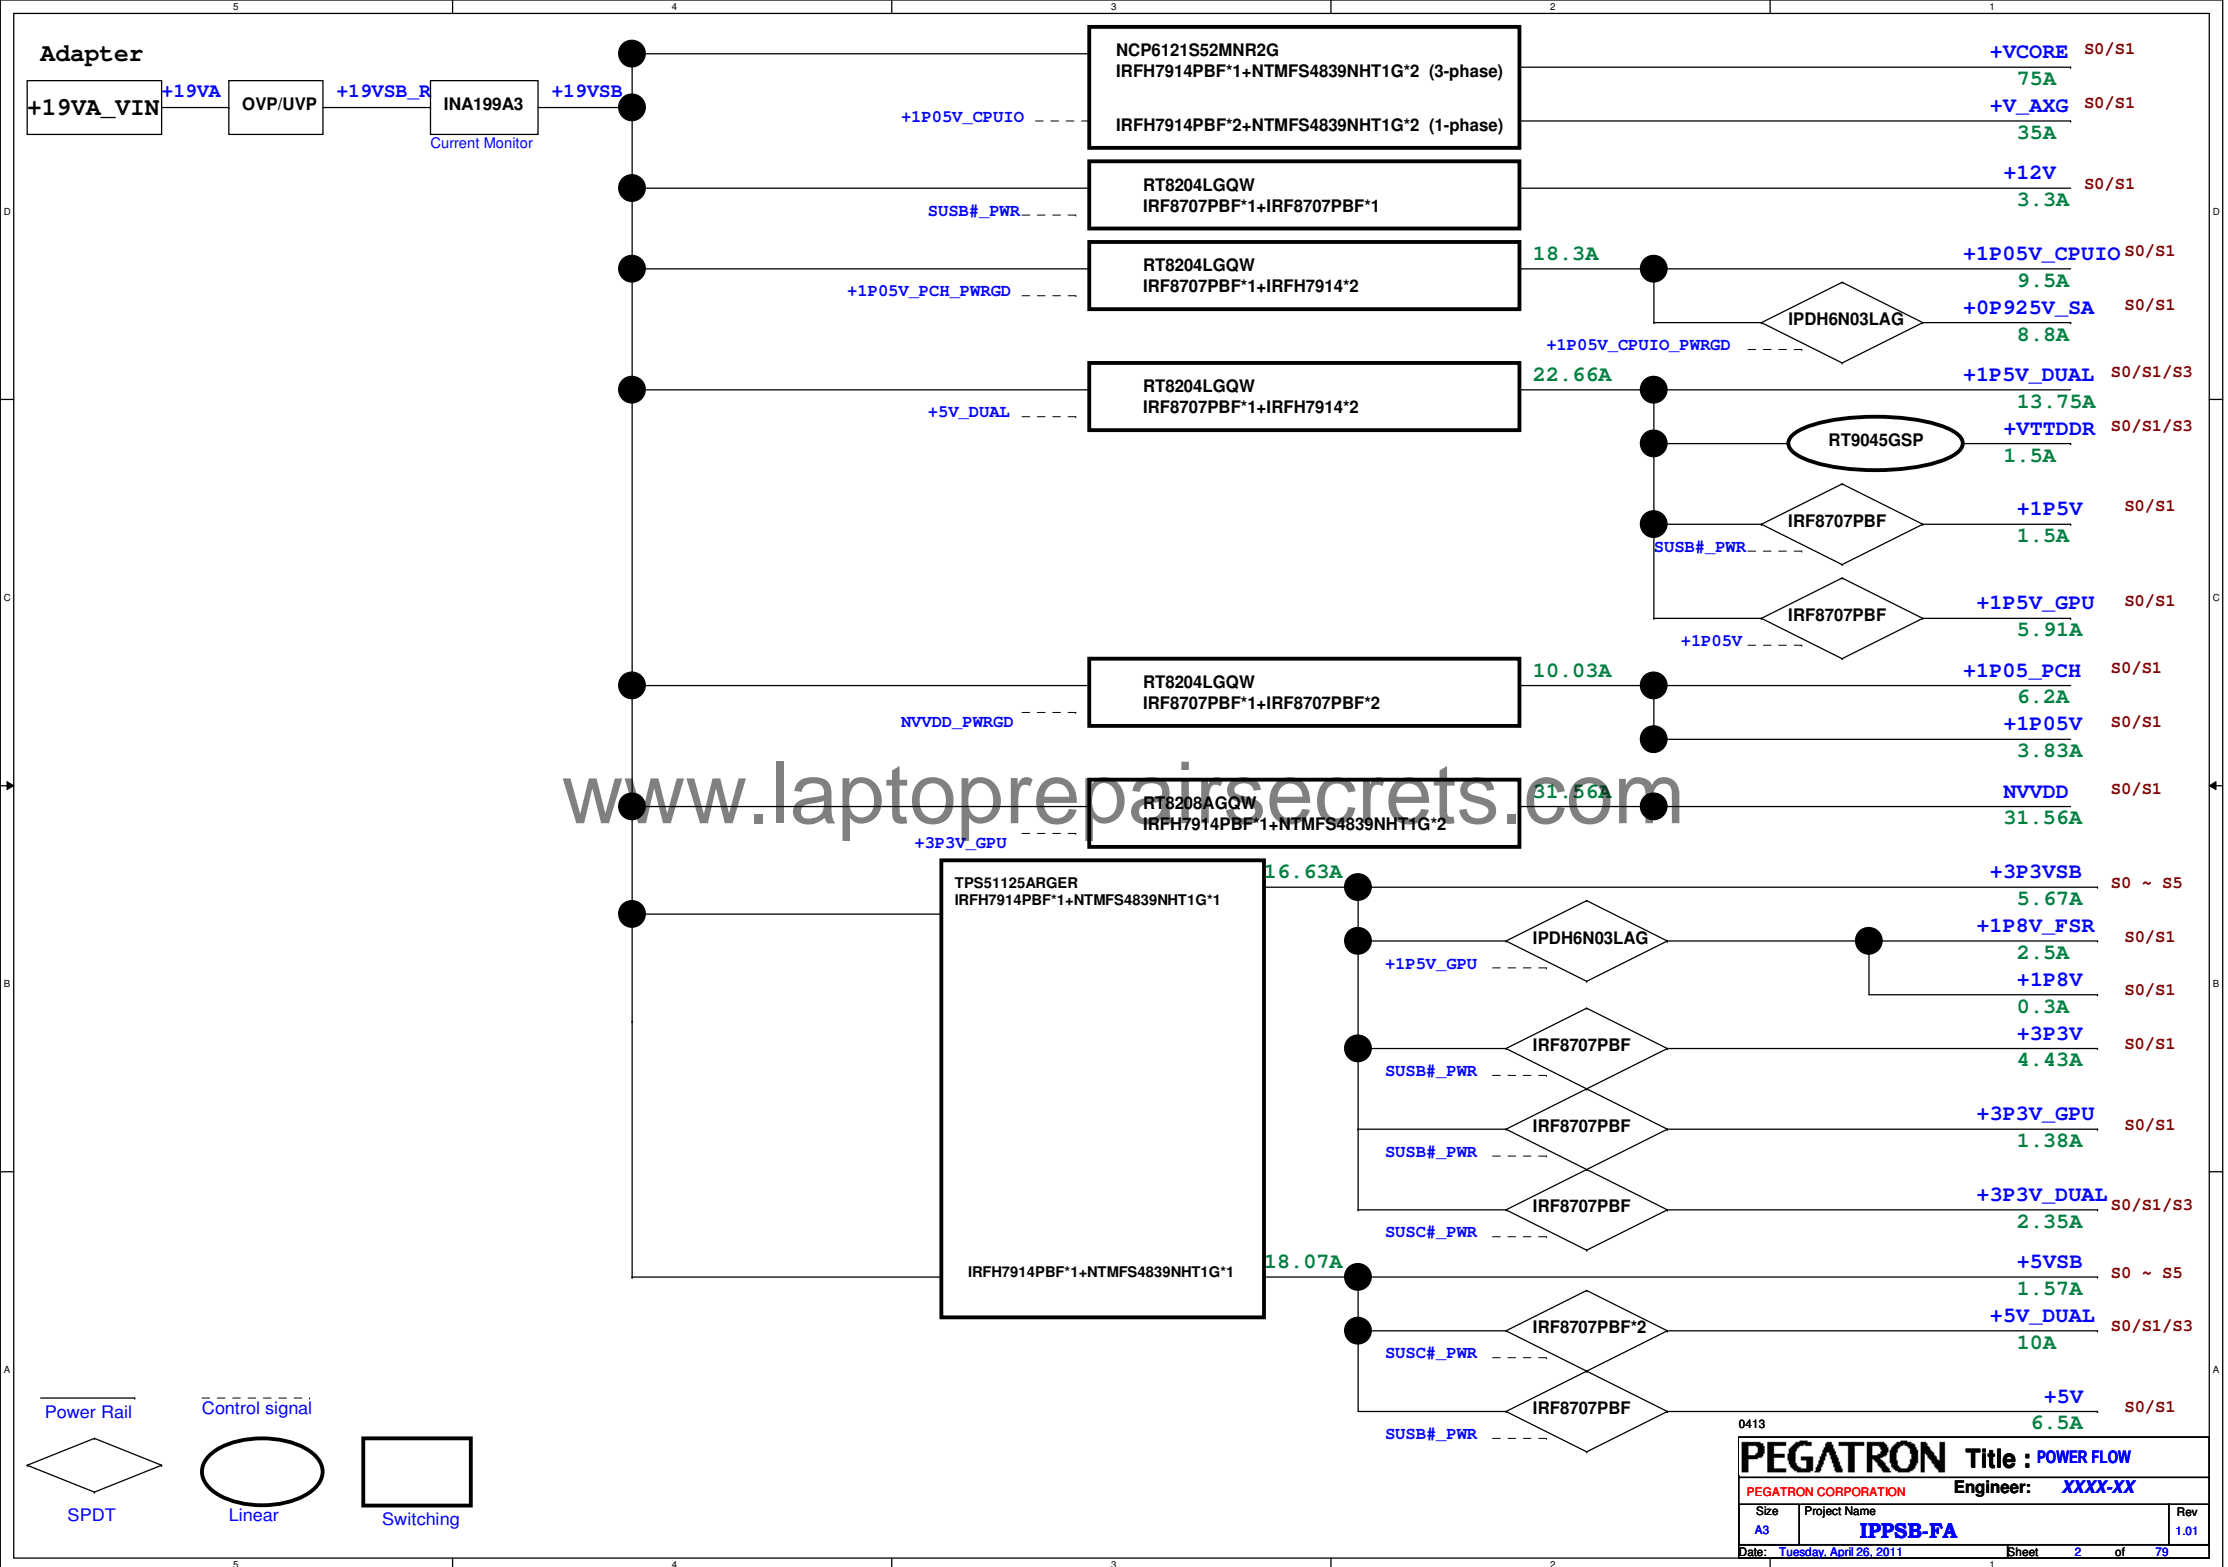 5 4 3 2 1
Adapter
+19VA_VIN
+19VA
OVP/UVP
+19VSB_R
INA199A3
Current Monitor
+19VSB
NCP6121S52MNR2G
IRFH7914PBF*1+NTMFS4839NHT1G*2 (3-phase)
IRFH7914PBF*2+NTMFS4839NHT1G*2 (1-phase)
+1P05V_CPUIO
+VCORE S0/S1
75A
+V_AXG S0/S1
35A
RT8204LGQW
IRF8707PBF*1+IRF8707PBF*1
SUSB#_PWR
+12V S0/S1
3.3A
D D
RT8204LGQW
IRF8707PBF*1+IRFH7914*2
+1P05V_PCH_PWRGD
18.3A
+1P05V_CPUIO S0/S1
9.5A
IPDH6N03LAG
+1P05V_CPUIO_PWRGD
+0P925V_SA S0/S1
8.8A
RT8204LGQW
IRF8707PBF*1+IRFH7914*2
+5V_DUAL
22.66A
+1P5V_DUAL S0/S1/S3
13.75A
RT9045GSP
+VTTDDR S0/S1/S3
1.5A
IRF8707PBF
SUSB#_PWR
+1P5V S0/S1
1.5A
C C
IRF8707PBF
+1P05V
+1P5V_GPU S0/S1
5.91A
RT8204LGQW
IRF8707PBF*1+IRF8707PBF*2
NVVDD_PWRGD
10.03A
+1P05_PCH S0/S1
6.2A
+1P05V S0/S1
3.83A
www.laptoprepairsecrets.com
RT8208AGQW
IRFH7914PBF*1+NTMFS4839NHT1G*2
+3P3V_GPU
31.56A
NVVDD S0/S1
31.56A
TPS51125ARGER
IRFH7914PBF*1+NTMFS4839NHT1G*1
16.63A
+3P3VSB S0 ~ S5
5.67A
IPDH6N03LAG
+1P5V_GPU
+1P8V_FSR S0/S1
2.5A
B B
+1P8V S0/S1
0.3A
IRF8707PBF
SUSB#_PWR
+3P3V S0/S1
4.43A
IRF8707PBF
SUSB#_PWR
+3P3V_GPU S0/S1
1.38A
IRF8707PBF
SUSC#_PWR
+3P3V_DUAL S0/S1/S3
2.35A
IRFH7914PBF*1+NTMFS4839NHT1G*1
18.07A
+5VSB S0 ~ S5
1.57A
IRF8707PBF*2
SUSC#_PWR
+5V_DUAL S0/S1/S3
10A
A A
IRF8707PBF
SUSB#_PWR
+5V S0/S1
6.5A
Power Rail
Control signal
SPDT
Linear
Switching
0413
PEGATRON Title : POWER FLOW
PEGATRON CORPORATION Engineer: XXXX-XX
Size Project Name Rev
A3 IPPSB-FA 1.01
Date: Tuesday, April 26, 2011 Sheet 2 of 79
5 4 3 2 1